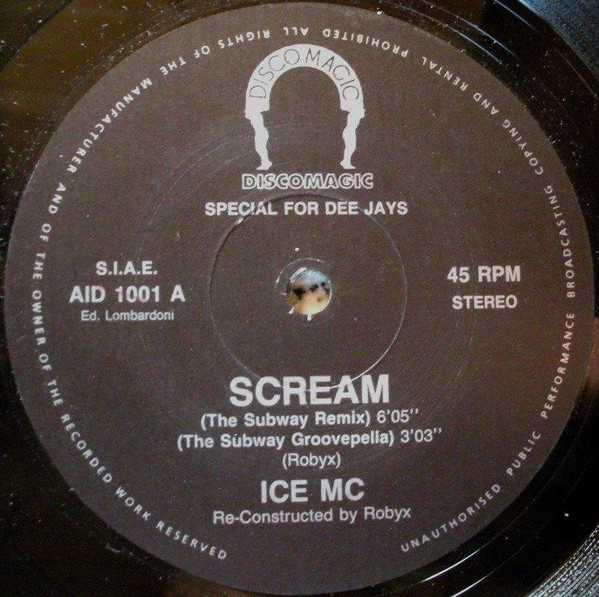 DISCO MAGIC
DISCOMAGIC
SPECIAL FOR DEE JAYS
S.I.A.E.
AID 1001 A
Ed. Lombardoni
45 RPM
STEREO
SCREAM
(The Subway Remix) 6'05''
(The Subway Groovepella) 3'03''
(Robyx)
ICE MC
Re-Constructed by Robyx
ALL RIGHTS OF THE MANUFACTURER AND OF THE OWNER OF THE RECORDED WORK RESERVED
UNAUTHORISED PUBLIC PERFORMANCE BROADCASTING COPYING AND RENTAL PROHIBITED